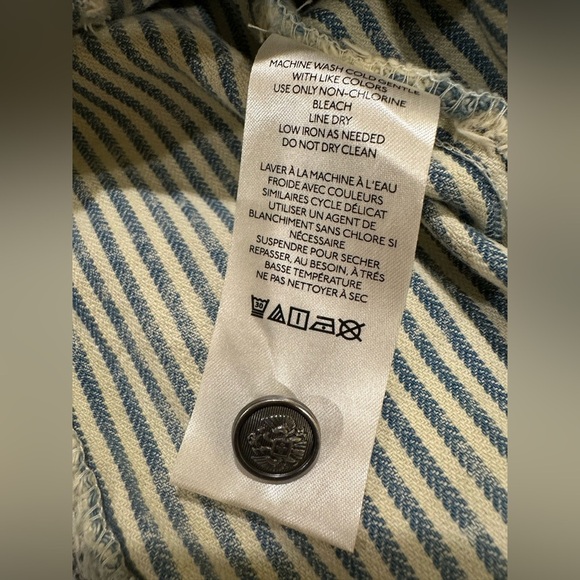 MACHINE WASH COLD GENTLE
WITH LIKE COLORS
USE ONLY NON-CHLORINE
BLEACH
LINE DRY
LOW IRON AS NEEDED
DO NOT DRY CLEAN
LAVER À LA MACHINE À L'EAU
FROIDE AVEC COULEURS
SIMILAIRES CYCLE DÉLICAT
UTILISER UN AGENT DE
BLANCHIMENT SANS CHLORE SI
NÉCESSAIRE
SUSPENDRE POUR SECHER
REPASSER, AU BESOIN, À TRÉS
BASSE TEMPÉRATURE
NE PAS NETTOYER À SEC
30